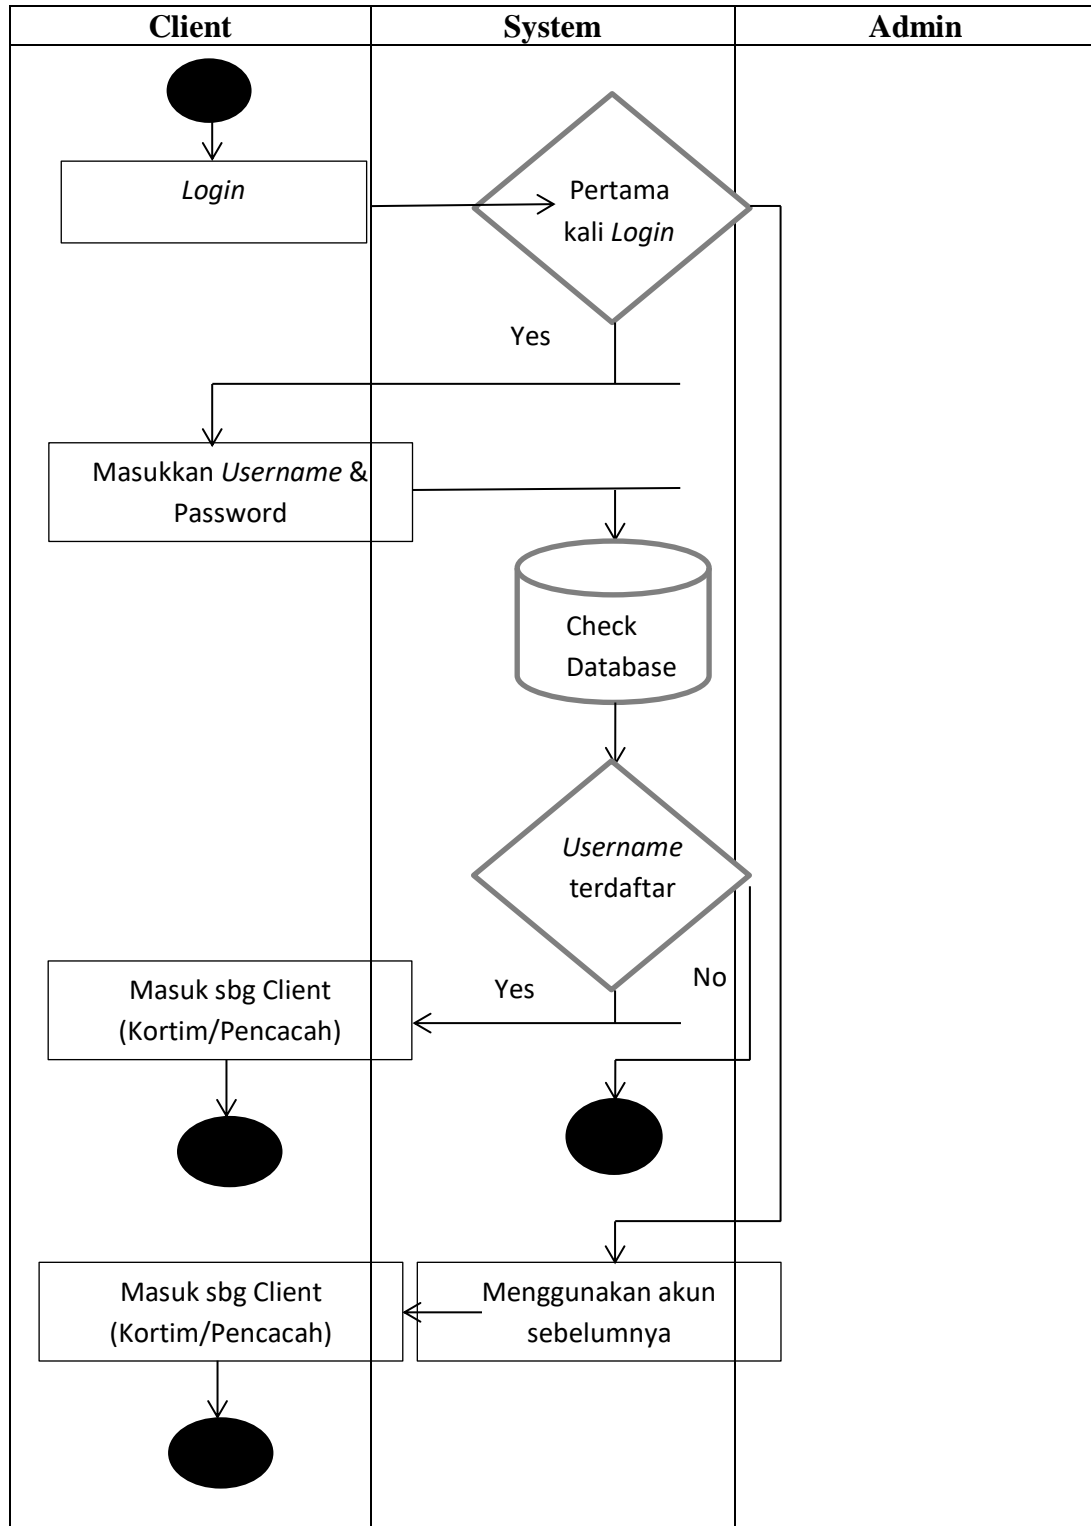 Client
System
Admin
Login
Pertama
kali Login
Yes
Masukkan Username &
Password
Check
Database
Username
terdaftar
No
Yes
Masuk sbg Client
(Kortim/Pencacah)
Masuk sbg Client
(Kortim/Pencacah)
Menggunakan akun
sebelumnya